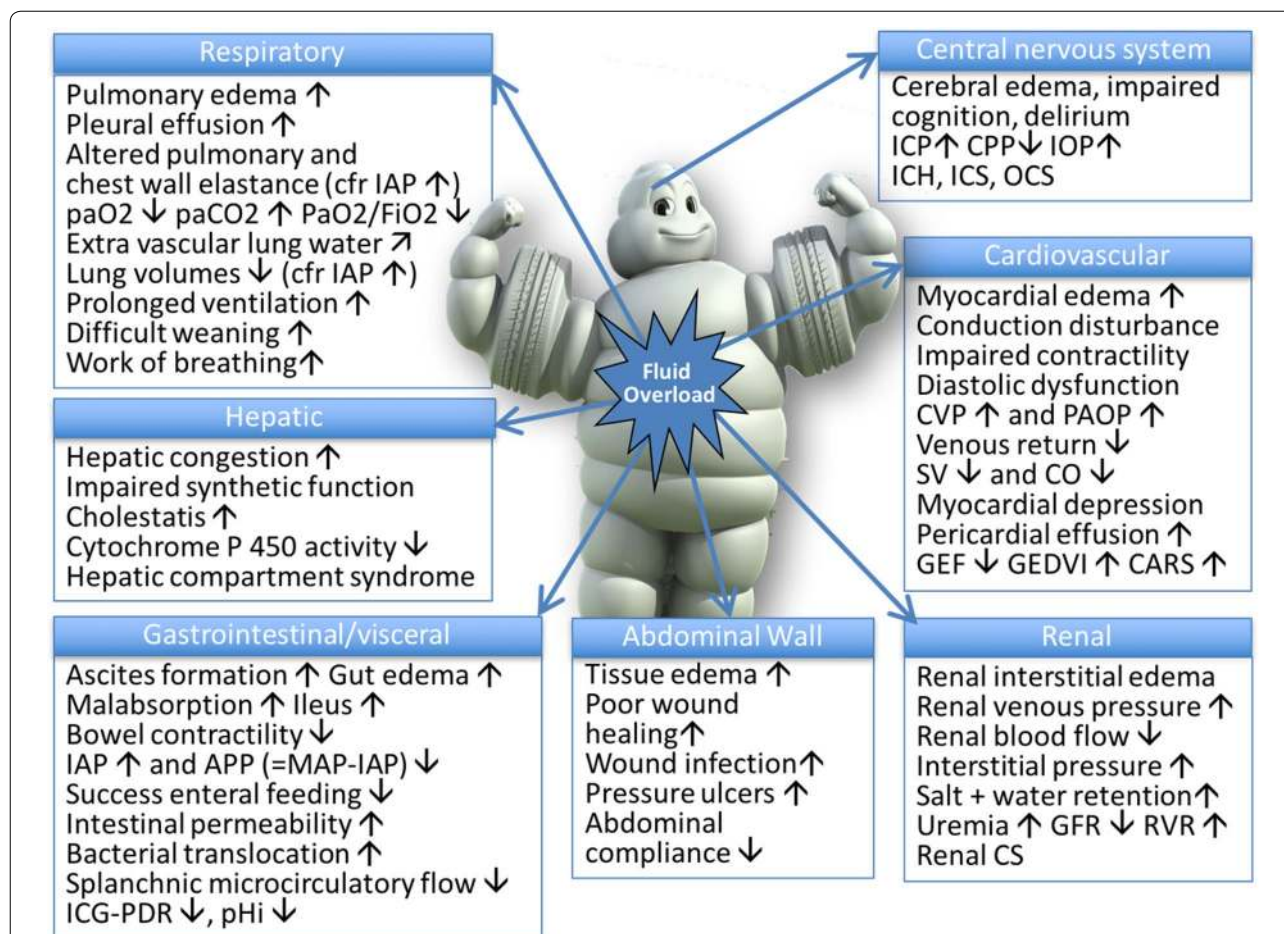 Respiratory
Pulmonary edema ↑
Pleural effusion ↑
Altered pulmonary and
chest wall elastance (cfr IAP ↑)
paO2 ↓ paCO2 ↑ PaO2/FiO2 ↓
Extra vascular lung water ↗
Lung volumes ↓ (cfr IAP ↑)
Prolonged ventilation ↑
Difficult weaning ↑
Work of breathing↑
Central nervous system
Cerebral edema, impaired
cognition, delirium
ICP↑ CPP↓ IOP↑
ICH, ICS, OCS
Cardiovascular
Myocardial edema ↑
Conduction disturbance
Impaired contractility
Diastolic dysfunction
CVP ↑ and PAOP ↑
Venous return ↓
SV ↓ and CO ↓
Myocardial depression
Pericardial effusion ↑
GEF ↓ GEDVI ↑ CARS ↑
Fluid
Overload
Hepatic
Hepatic congestion ↑
Impaired synthetic function
Cholestatis ↑
Cytochrome P 450 activity ↓
Hepatic compartment syndrome
Gastrointestinal/visceral
Ascites formation ↑ Gut edema ↑
Malabsorption ↑ Ileus ↑
Bowel contractility ↓
IAP ↑ and APP (=MAP-IAP) ↓
Success enteral feeding ↓
Intestinal permeability ↑
Bacterial translocation ↑
Splanchnic microcirculatory flow ↓
ICG-PDR ↓, pHi ↓
Abdominal Wall
Tissue edema ↑
Poor wound
healing↑
Wound infection↑
Pressure ulcers ↑
Abdominal
compliance ↓
Renal
Renal interstitial edema
Renal venous pressure ↑
Renal blood flow ↓
Interstitial pressure ↑
Salt + water retention↑
Uremia ↑ GFR ↓ RVR ↑
Renal CS